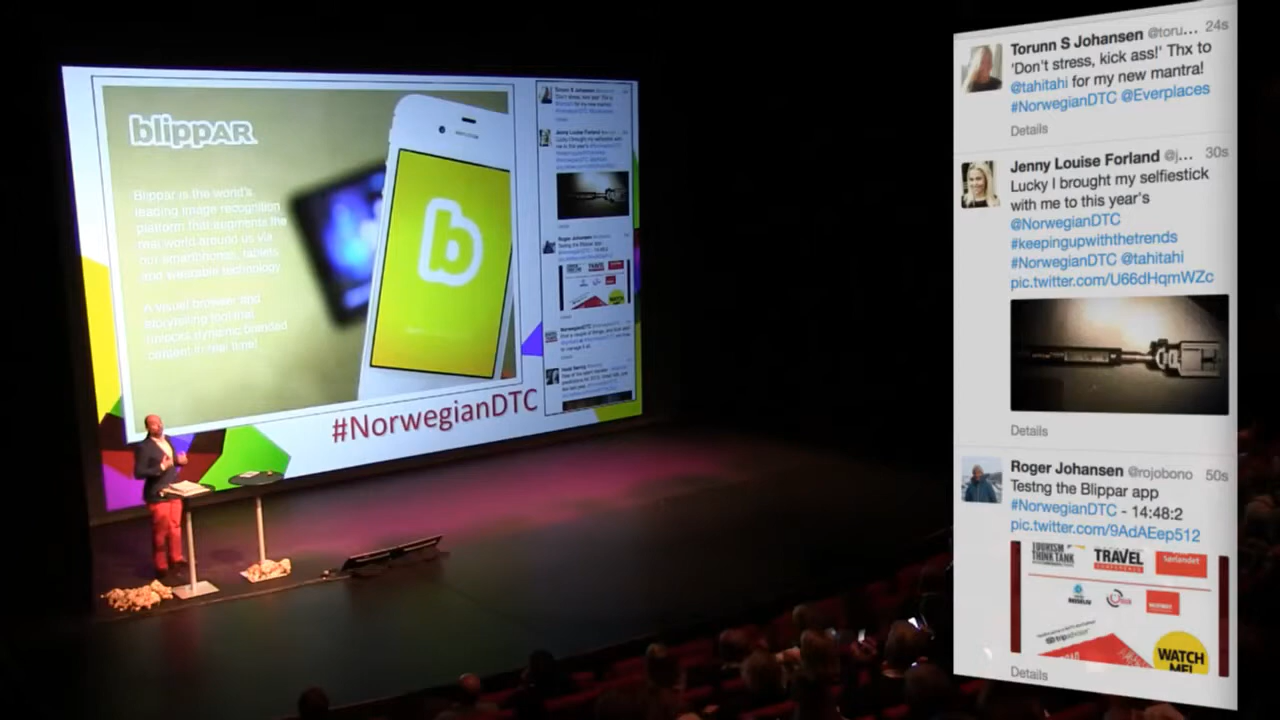 blippAR
Blippar is the world's
leading image recognition
platform that augments the
real world around us via
our smartphones, tablets
and wearable technology
A visual browser and
storytelling tool that
unlocks dynamic branded
content in real time!
b
#NorwegianDTC
Torunn S Johansen @toru... 24s
'Don't stress, kick ass!' Thx to
@tahitahi for my new mantra!
#NorwegianDTC @Everplaces
Details
Jenny Louise Forland @j... 30s
Lucky I brought my selfiestick
with me to this year's
@NorwegianDTC
#keepingupwiththetrends
#NorwegianDTC @tahitahi
pic.twitter.com/U66dHqmWZc
Details
Roger Johansen @rojobono 50s
Testng the Blippar app
#NorwegianDTC - 14:48:2
pic.twitter.com/9AdAEep512
TOURISM
THINK TANK
TRAVEL
CONFERENCE
Sørlandet
tripadvisor
WATCH
ME!
Details